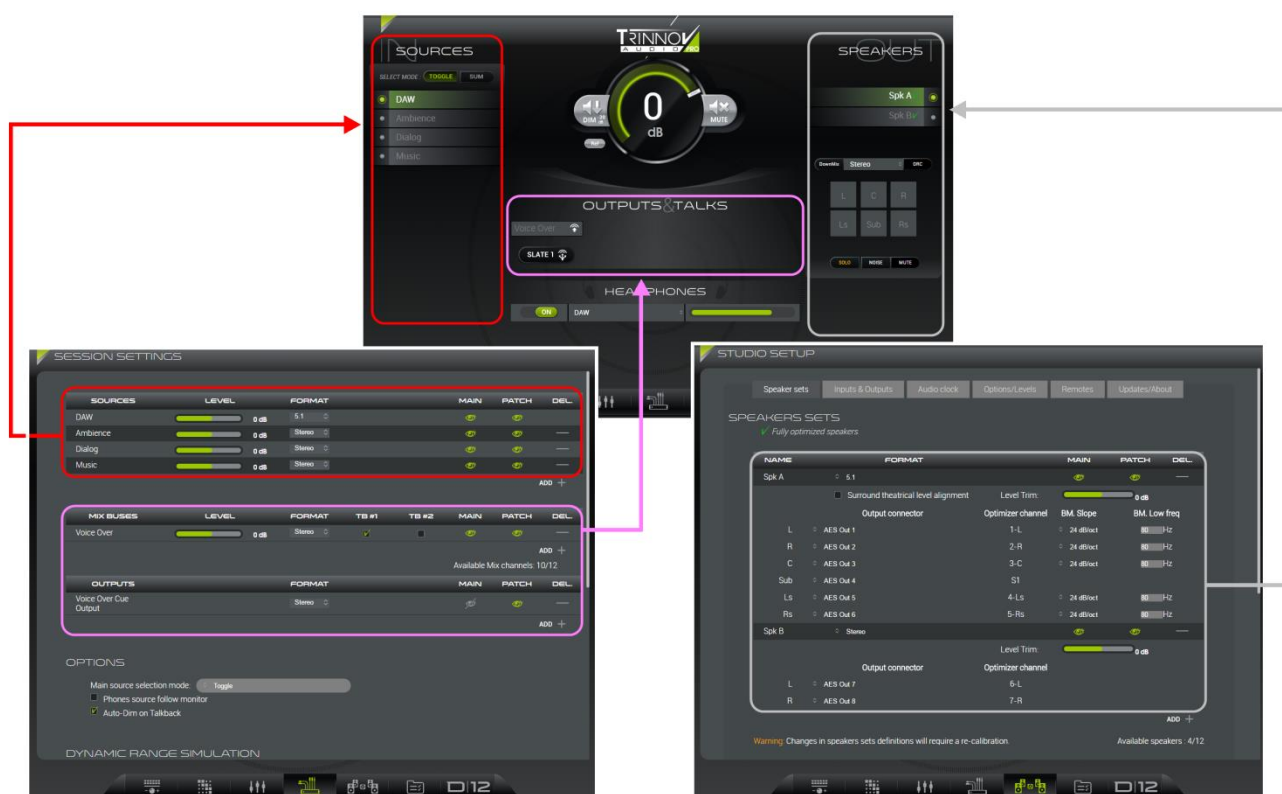 IN
OUT
TRINNOV
AUDIO PRO
SOURCES
SELECT MODE : TOGGLE SUM
DAW
Ambience
Dialog
Music
0
dB
DIM
MUTE
Ref
OUTPUTS & TALKS
Voice Over
SLATE 1
HEADPHONES
ON DAW
SPEAKERS
Spk A
Spk B✓
DownMix Stereo DRC
L C R
Ls Sub Rs
SOLO NOISE MUTE
SESSION SETTINGS
SOURCES LEVEL FORMAT MAIN PATCH DEL.
DAW 0 dB 5.1
Ambience 0 dB Stereo
Dialog 0 dB Stereo
Music 0 dB Stereo
ADD +
MIX BUSES LEVEL FORMAT TB #1 TB #2 MAIN PATCH DEL.
Voice Over 0 dB Stereo
ADD +
Available Mix channels: 10/12
OUTPUTS FORMAT MAIN PATCH DEL.
Voice Over Cue Stereo
Output
ADD +
OPTIONS
Main source selection mode: Toggle
Phones source follow monitor
Auto-Dim on Talkback
DYNAMIC RANGE SIMULATION
D|12
STUDIO SETUP
Speaker sets Inputs & Outputs Audio clock Options/Levels Remotes Updates/About
SPEAKERS SETS
✓ Fully optimized speakers
NAME FORMAT MAIN PATCH DEL.
Spk A 5.1
Surround theatrical level alignment Level Trim: 0 dB
Output connector Optimizer channel BM. Slope BM. Low freq
L AES Out 1 1-L 24 dB/oct 80 Hz
R AES Out 2 2-R 24 dB/oct 80 Hz
C AES Out 3 3-C 24 dB/oct 80 Hz
Sub AES Out 4 S1
Ls AES Out 5 4-Ls 24 dB/oct 80 Hz
Rs AES Out 6 5-Rs 24 dB/oct 80 Hz
Spk B Stereo
Level Trim: 0 dB
Output connector Optimizer channel
L AES Out 7 6-L
R AES Out 8 7-R
ADD +
Warning: Changes in speakers sets definitions will require a re-calibration. Available speakers : 4/12
D|12